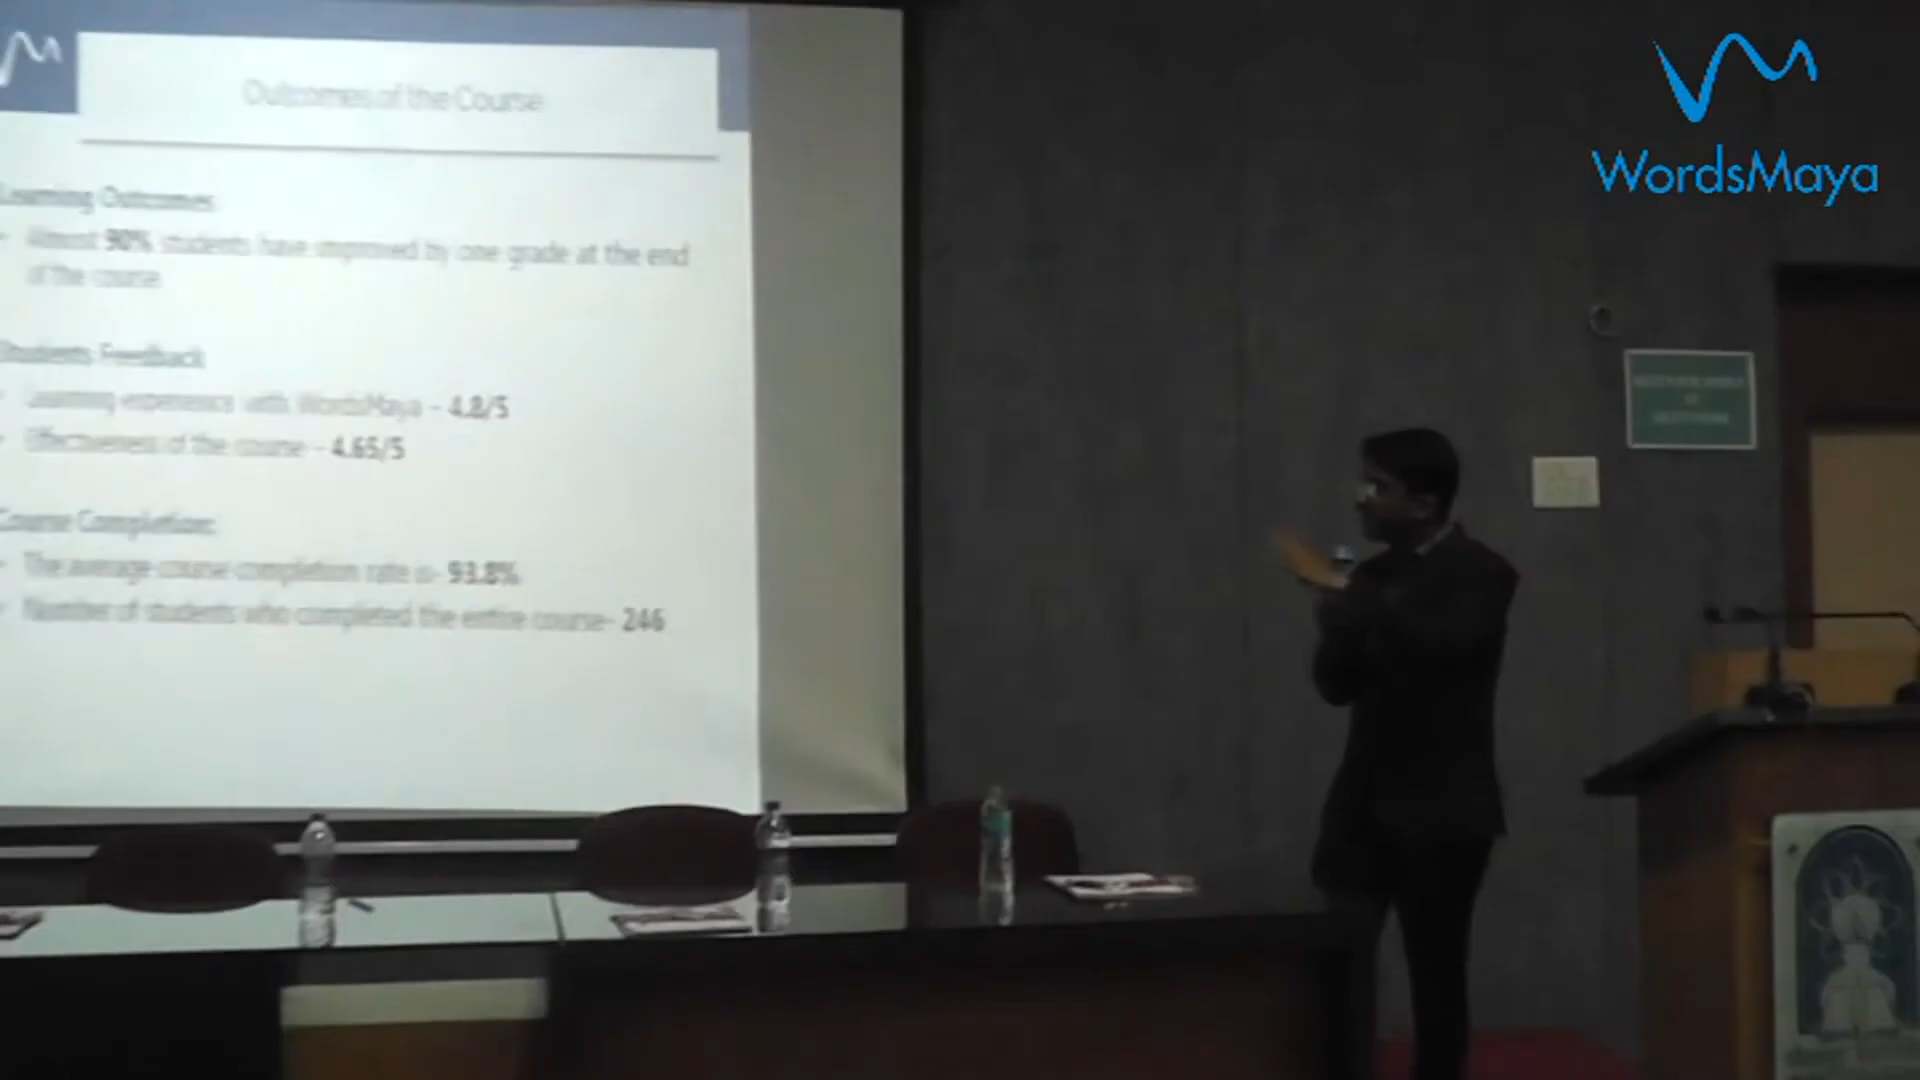 Outcomes of the Course
Learning Outcomes
Almost 90% students have improved by one grade at the end
of the course
Students Feedback
Learning experience with WordsMaya - 4.8/5
Effectiveness of the course - 4.65/5
Course Completion:
The average course completion rate is- 93.8%
Number of students who completed the entire course- 246
WordsMaya